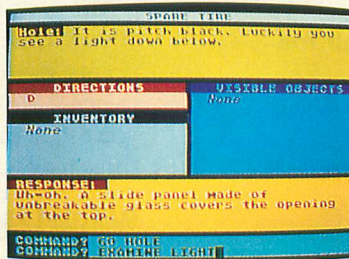 SPARE TIRE
Hole: It is pitch black. Luckily you
see a light down below.
DIRECTIONS
D
VISIBLE OBJECTS
None
INVENTORY
None
RESPONSE:
Uh-oh. A slide panel made of
unbreakable glass covers the opening
at the top.
COMMAND? GO HOLE
COMMAND? EXAMINE LIGHT